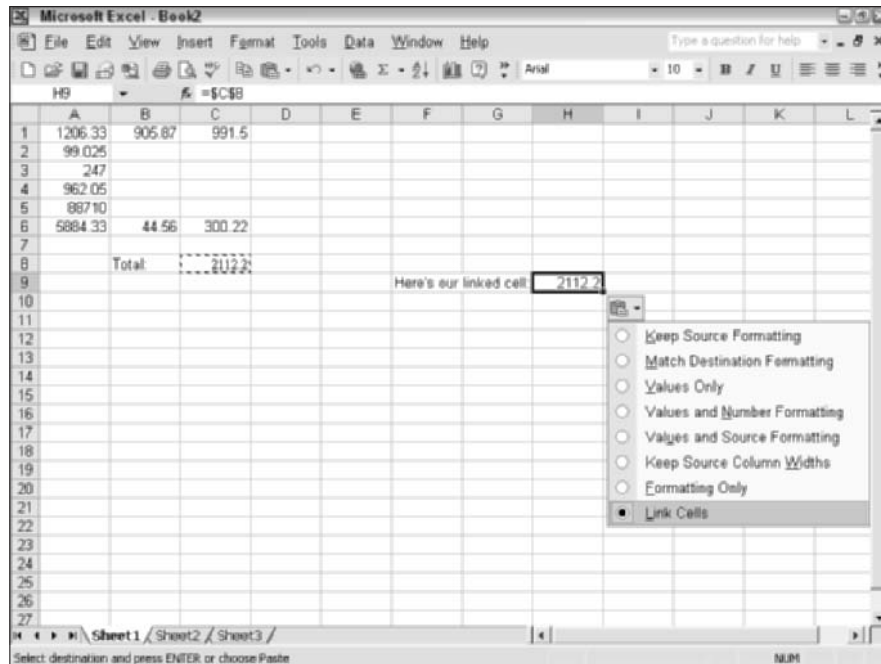 Microsoft Excel - Book2
File Edit View Insert Format Tools Data Window Help Type a question for help
Arial 10 B I U
H9 fx =$C$8
A B C D E F G H I J K L
1 1206.33 905.87 991.5
2 99.025
3 247
4 962.05
5 88710
6 5884.33 44.56 300.22
7
8 Total: 2112.2
9 Here's our linked cell: 2112.2
10
11
12 Keep Source Formatting
13 Match Destination Formatting
14 Values Only
15
16 Values and Number Formatting
17 Values and Source Formatting
18
19 Keep Source Column Widths
20 Formatting Only
21 Link Cells
22
23
24
25
26
27
Sheet1 / Sheet2 / Sheet3 /
Select destination and press ENTER or choose Paste NUM